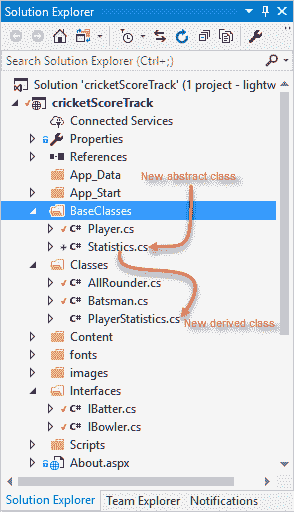 Solution Explorer
Search Solution Explorer (Ctrl+;)
Solution 'cricketScoreTrack' (1 project - lightw
cricketScoreTrack
Connected Services
Properties
References
App_Data
New abstract class
App_Start
BaseClasses
C# Player.cs
C# Statistics.cs
Classes
C# AllRounder.cs
C# Batsman.cs
C# PlayerStatistics.cs
New derived class
Content
fonts
images
Interfaces
C# IBatter.cs
C# IBowler.cs
Scripts
About.aspx
Solution Explorer Team Explorer Notifications